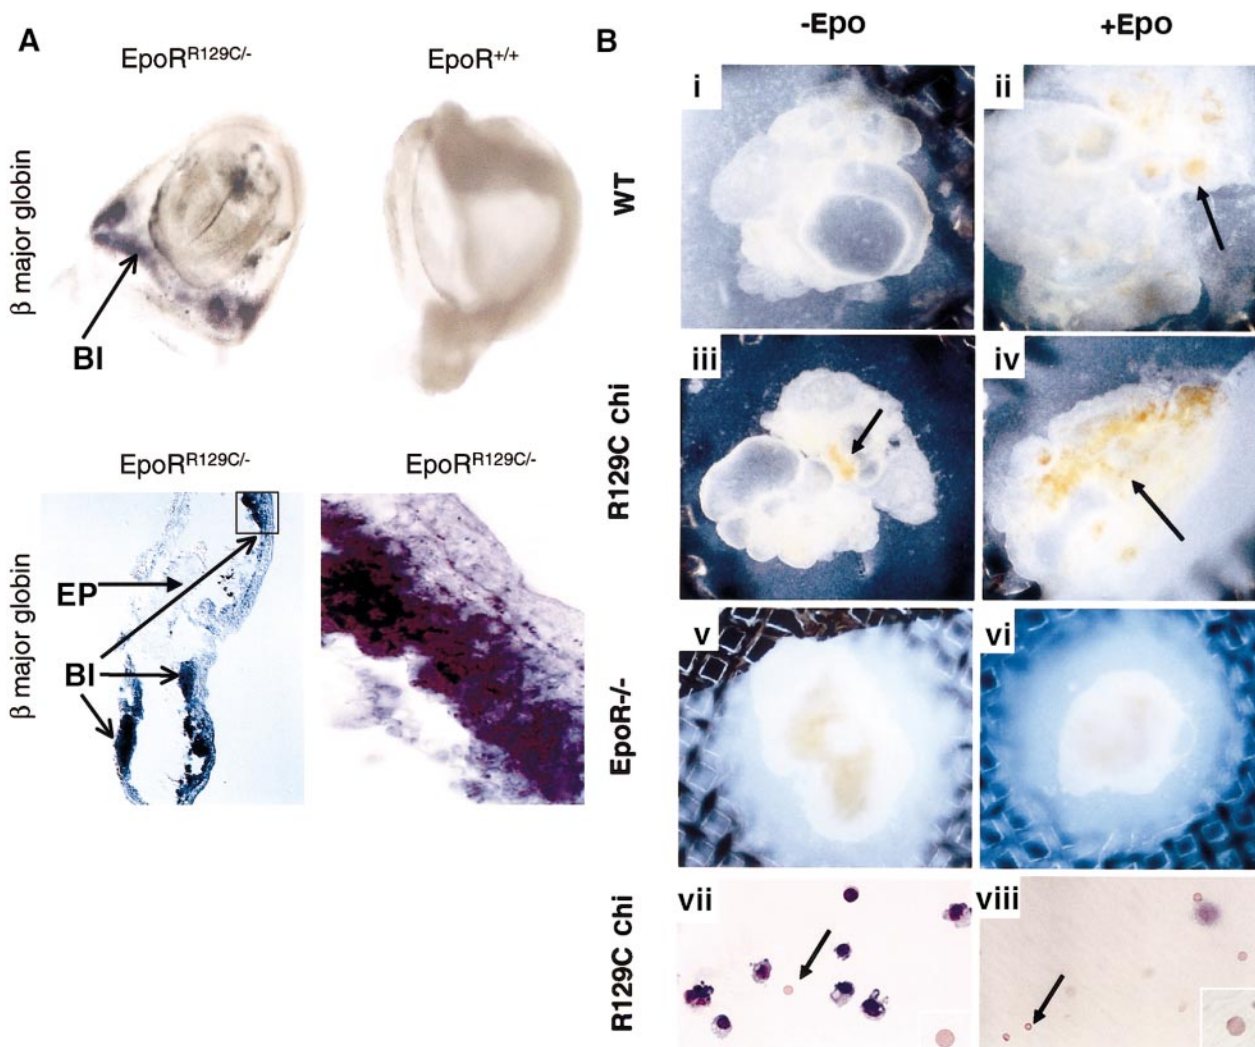 A
EpoR^R129C/-
EpoR^+/+
β major globin
BI
EpoR^R129C/-
EpoR^R129C/-
β major globin
EP
BI
B
-Epo
+Epo
WT
i
ii
R129C chi
iii
iv
EpoR-/-
v
vi
R129C chi
vii
viii